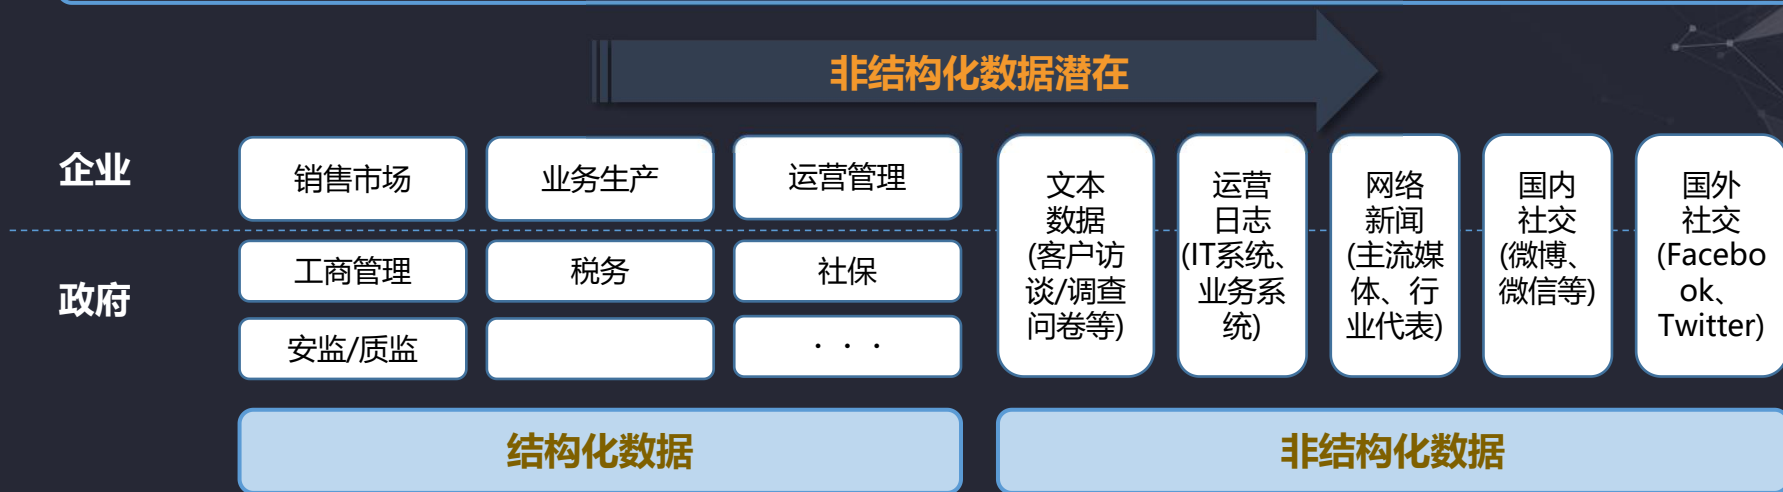 非结构化数据潜在
企业
销售市场
业务生产
运营管理
政府
工商管理
税务
社保
安监/质监
· · ·
文本
数据
(客户访
谈/调查
问卷等)
运营
日志
(IT系统、
业务系
统)
网络
新闻
(主流媒
体、行
业代表)
国内
社交
(微博、
微信等)
国外
社交
(Facebo
ok、
Twitter)
结构化数据
非结构化数据